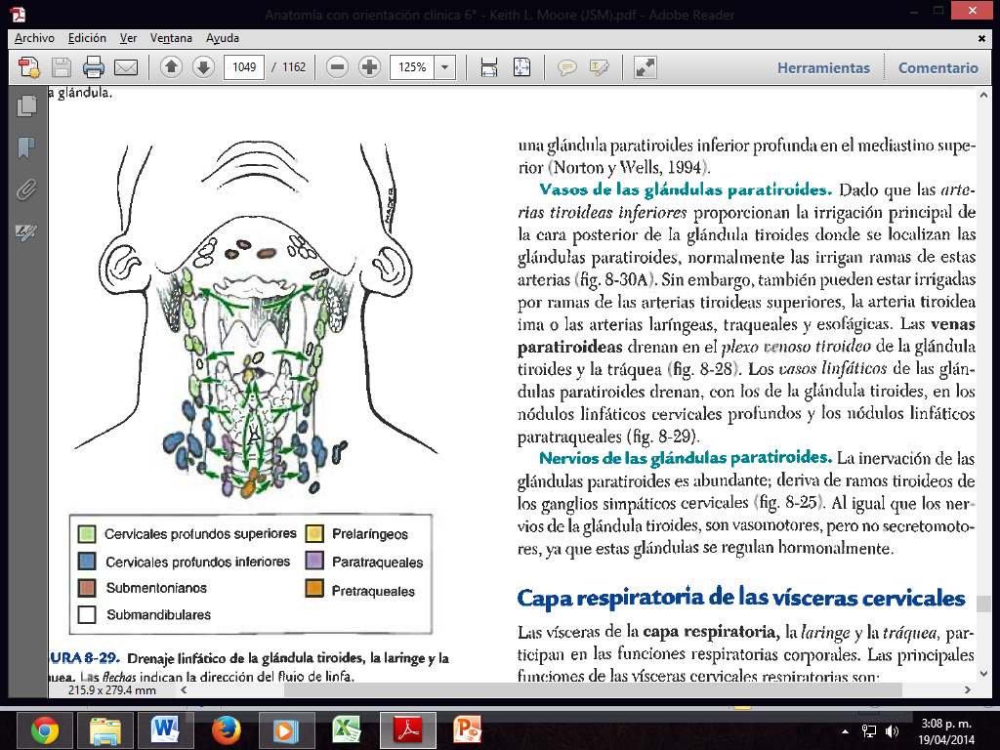 Anatomía con orientación clínica 6° - Keith L. Moore (JSM).pdf - Adobe Reader
Archivo Edición Ver Ventana Ayuda
1049 / 1162 125% Herramientas Comentario
a glándula.
Cervicales profundos superiores
Cervicales profundos inferiores
Submentonianos
Submandibulares
Prelaríngeos
Paratraqueales
Pretraqueales
URA 8-29. Drenaje linfático de la glándula tiroides, la laringe y la
uea. Las flechas indican la dirección del flujo de linfa.
una glándula paratiroides inferior profunda en el mediastino supe-
rior (Norton y Wells, 1994).
Vasos de las glándulas paratiroides. Dado que las arte-
rias tiroideas inferiores proporcionan la irrigación principal de
la cara posterior de la glándula tiroides donde se localizan las
glándulas paratiroides, normalmente las irrigan ramas de estas
arterias (fig. 8-30A). Sin embargo, también pueden estar irrigadas
por ramas de las arterias tiroideas superiores, la arteria tiroidea
ima o las arterias laríngeas, traqueales y esofágicas. Las venas
paratiroideas drenan en el plexo venoso tiroideo de la glándula
tiroides y la tráquea (fig. 8-28). Los vasos linfáticos de las glán-
dulas paratiroides drenan, con los de la glándula tiroides, en los
nódulos linfáticos cervicales profundos y los nódulos linfáticos
paratraqueales (fig. 8-29).
Nervios de las glándulas paratiroides. La inervación de las
glándulas paratiroides es abundante; deriva de ramos tiroideos de
los ganglios simpáticos cervicales (fig. 8-25). Al igual que los ner-
vios de la glándula tiroides, son vasomotores, pero no secretomoto-
res, ya que estas glándulas se regulan hormonalmente.
Capa respiratoria de las vísceras cervicales
Las vísceras de la capa respiratoria, la laringe y la tráquea, par-
ticipan en las funciones respiratorias corporales. Las principales
funciones de las vísceras cervicales respiratorias son:
215.9 x 279.4 mm
3:08 p. m.
19/04/2014